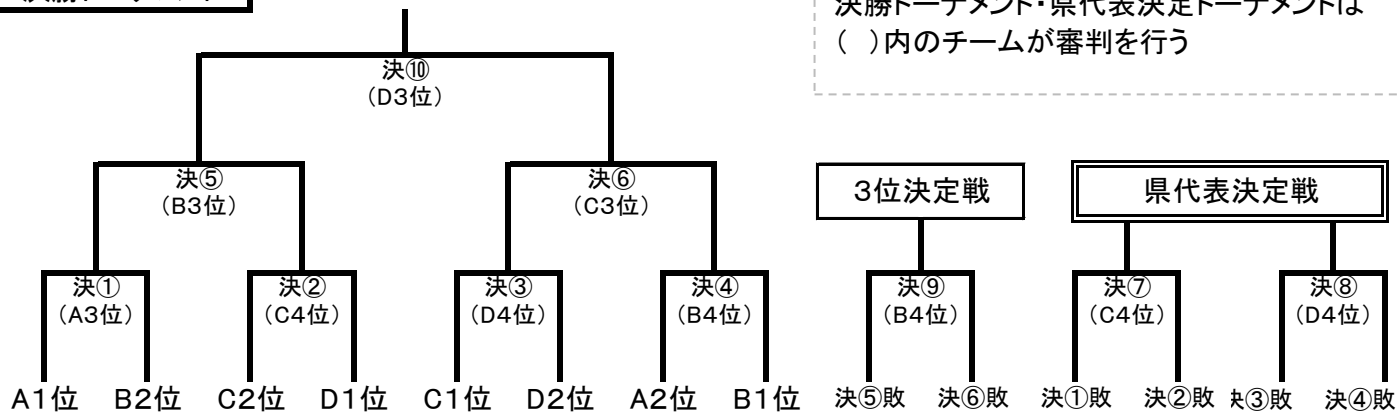 決勝トーナメント・県代表決定トーナメントは
（　）内のチームが審判を行う
決⑩
（D3位）
決⑤
（B3位）
決⑥
（C3位）
3位決定戦
県代表決定戦
決①
（A3位）
決②
（C4位）
決③
（D4位）
決④
（B4位）
決⑨
（B4位）
決⑦
（C4位）
決⑧
（D4位）
A1位 B2位 C2位 D1位 C1位 D2位 A2位 B1位 決⑤敗 決⑥敗 決①敗 決②敗 決③敗 決④敗